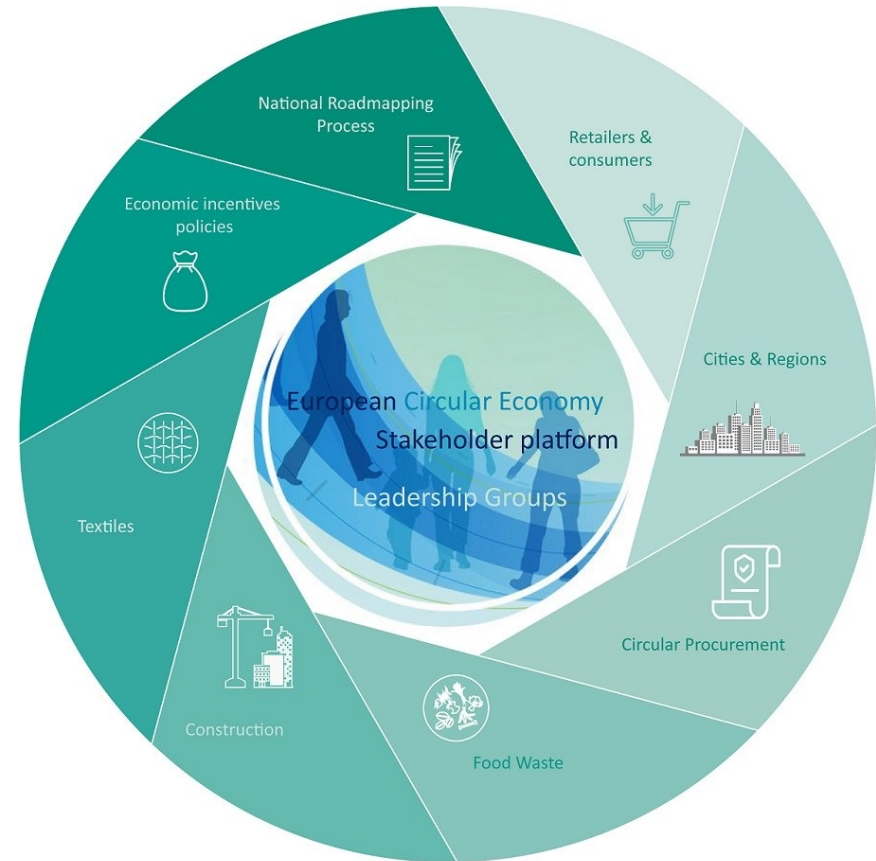 National Roadmapping
Process
Retailers &
consumers
Economic incentives
policies
Cities & Regions
European Circular Economy
Stakeholder platform
Leadership Groups
Textiles
Circular Procurement
Construction
Food Waste